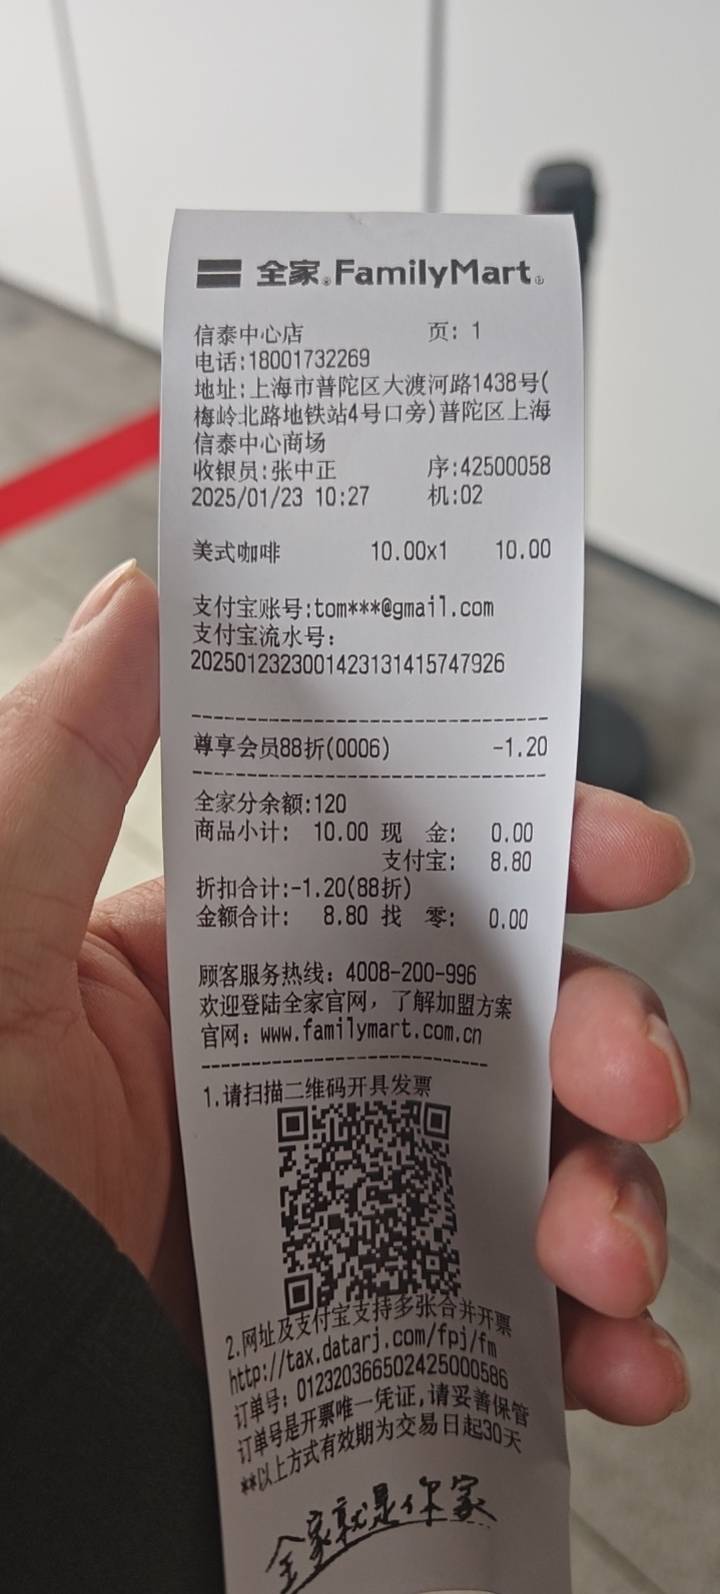 全家 FamilyMart
信泰中心店 页: 1
电话:18001732269
地址:上海市普陀区大渡河路1438号(
梅岭北路地铁站4号口旁)普陀区上海
信泰中心商场
收银员:张中正 序:42500058
2025/01/23 10:27 机:02
美式咖啡 10.00x1 10.00
支付宝账号:tom***@gmail.com
支付宝流水号:
2025012323001423131415747926
尊享会员88折(0006) -1.20
全家分余额:120
商品小计: 10.00 现 金: 0.00
支付宝: 8.80
折扣合计:-1.20(88折)
金额合计: 8.80 找 零: 0.00
顾客服务热线: 4008-200-996
欢迎登陆全家官网, 了解加盟方案
官网: www.familymart.com.cn
1.请扫描二维码开具发票
2.网址及支付宝支持多张合并开票
http://tax.datarj.com/fpj/fm
订单号: 012320366502425000586
订单号是开票唯一凭证,请妥善保管
**以上方式有效期为交易日起30天
全家就是你家